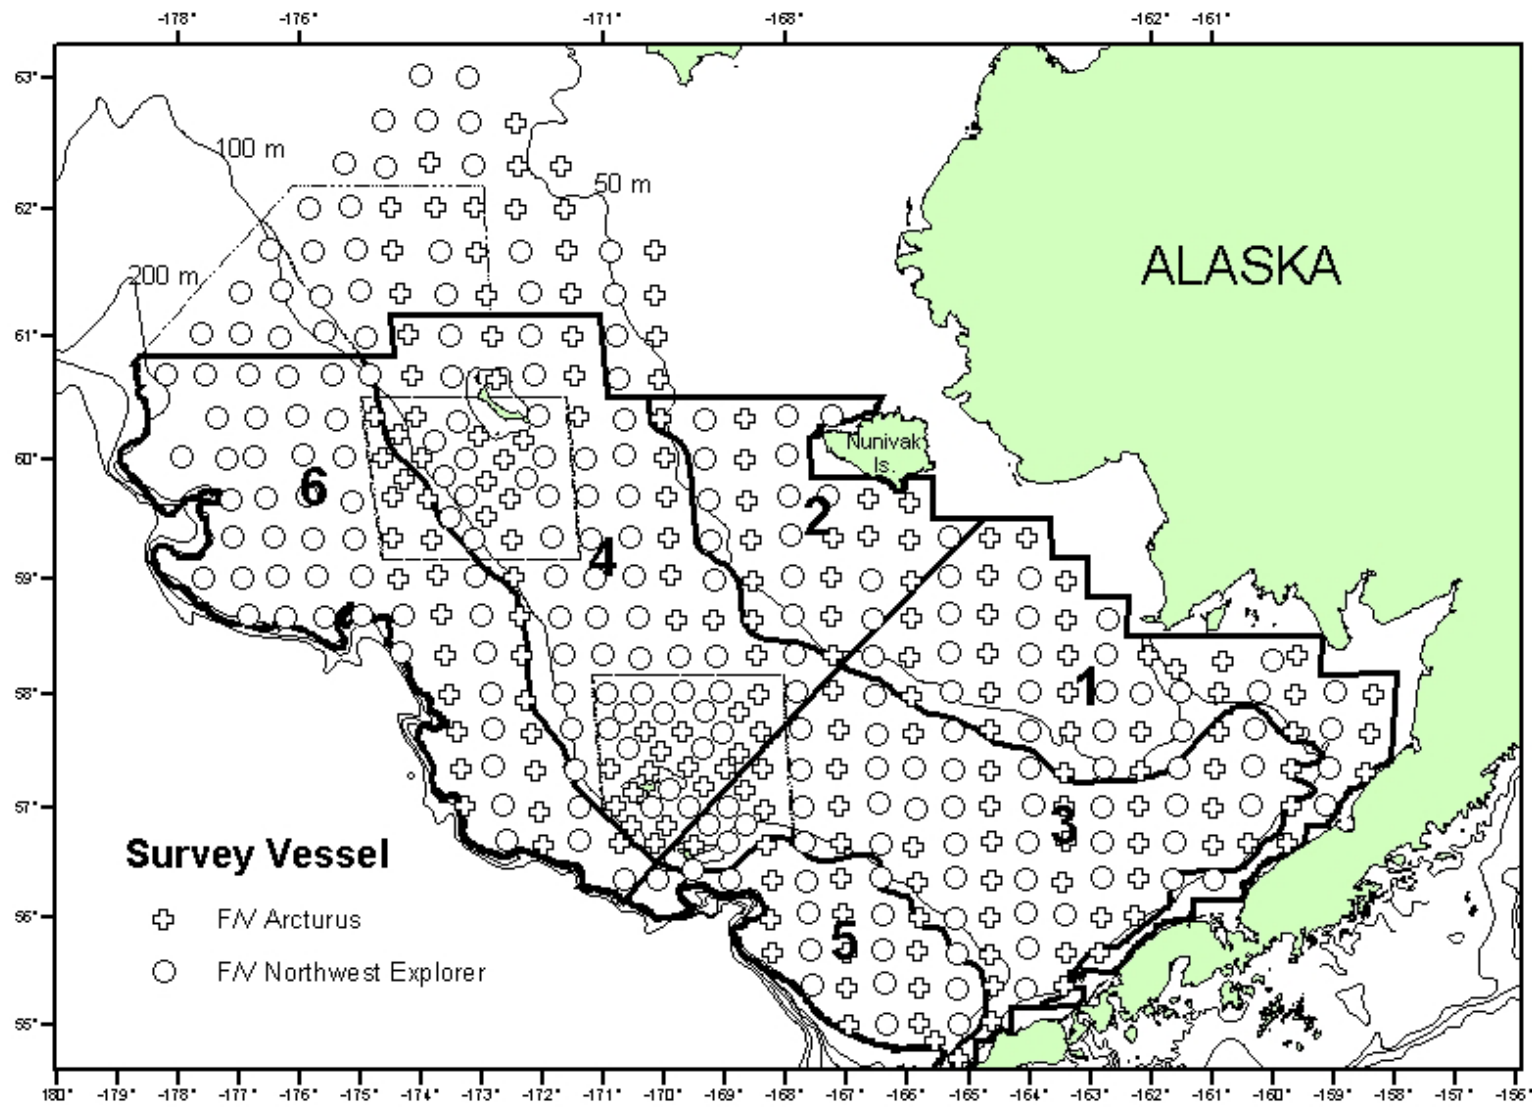 -178° -176° -171° -168° -162° -161°
63°
100 m
50 m
62°
ALASKA
200 m
61°
Nunivak
Is.
60°
6
2
4
59°
58°
1
57°
3
Survey Vessel
56°
F/V Arcturus
5
F/V Northwest Explorer
55°
180 -179° -178° -177° -176° -175° -174° -173° -172° -171° -170° -169° -168° -167° -166° -165° -164° -163° -162° -161° -160° -159° -158° -157° -156°